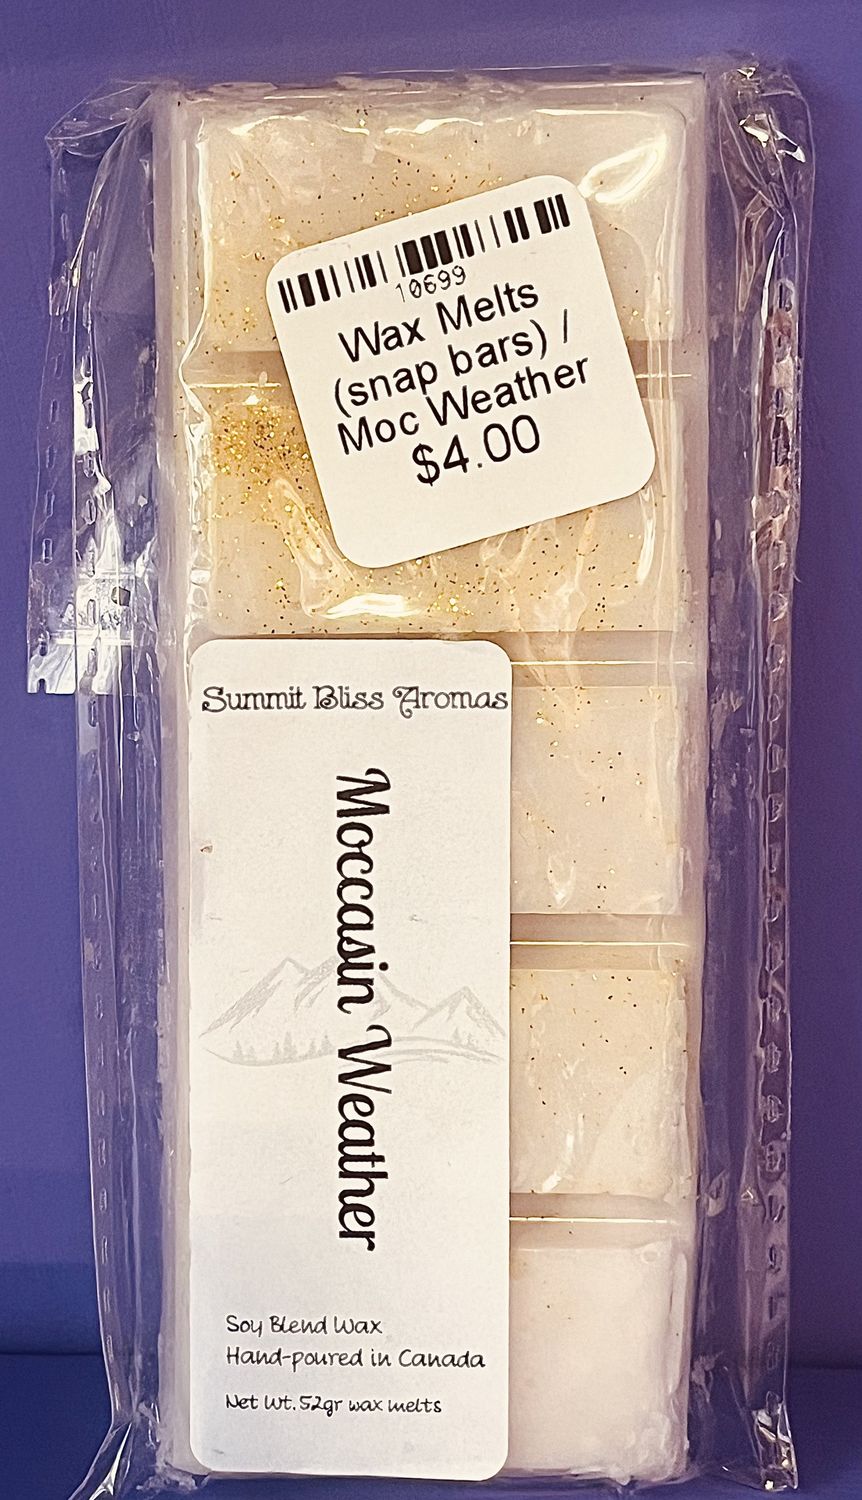 10699
Wax Melts
(snap bars) /
Moc Weather
$4.00
Summit Bliss Aromas
Moccasin Weather
Soy Blend Wax
Hand-poured in Canada
Net Wt. 52gr wax melts